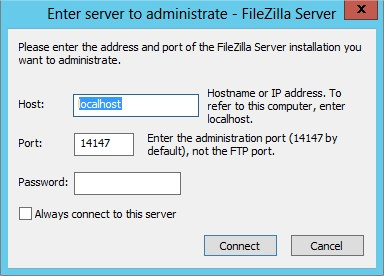 Enter server to administrate - FileZilla Server
x
Please enter the address and port of the FileZilla Server installation you
want to administrate.
Host:
localhost
Hostname or IP address. To
refer to this computer, enter
localhost.
Port:
14147
Enter the administration port (14147 by
default), not the FTP port.
Password:
Always connect to this server
Connect
Cancel